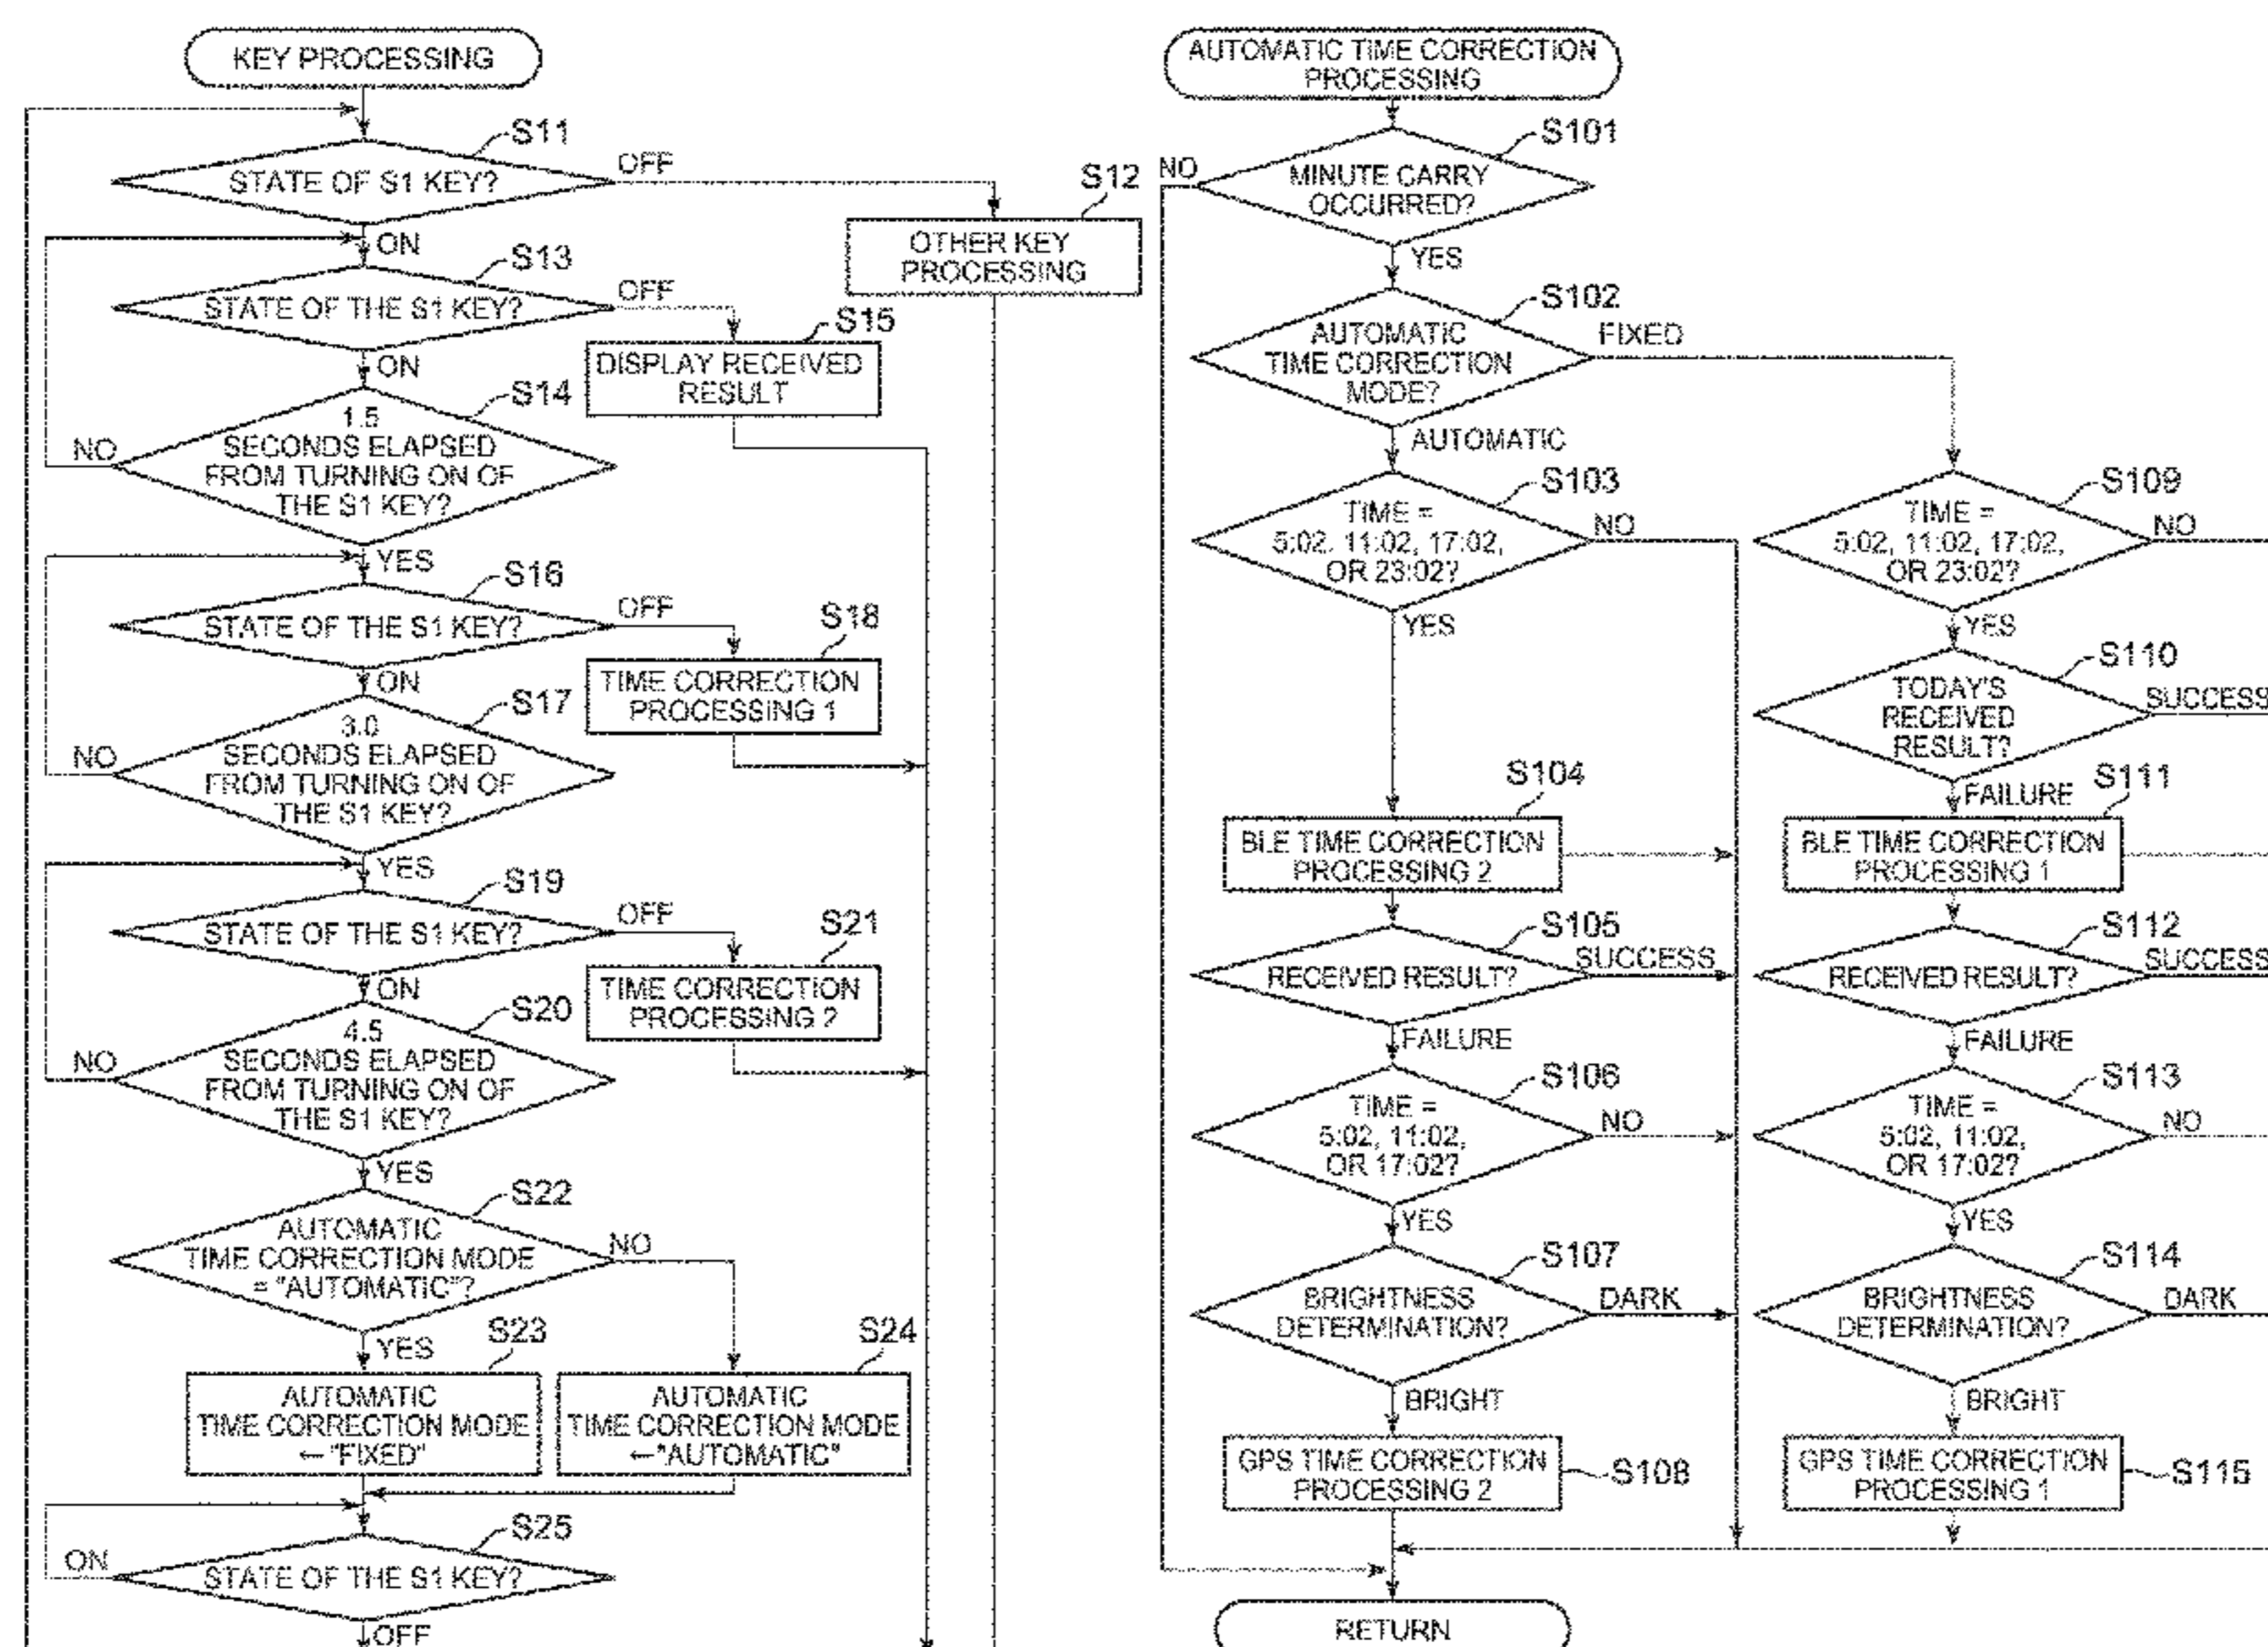 KEY PROCESSING
S11
STATE OF S1 KEY?
OFF
S12
OTHER KEY
PROCESSING
ON
S13
STATE OF THE S1 KEY?
OFF
S15
DISPLAY RECEIVED
RESULT
ON
S14
1.5
SECONDS ELAPSED
FROM TURNING ON OF
THE S1 KEY?
NO
YES
S16
STATE OF THE S1 KEY?
OFF
S18
TIME CORRECTION
PROCESSING 1
ON
S17
3.0
SECONDS ELAPSED
FROM TURNING ON OF
THE S1 KEY?
NO
YES
S19
STATE OF THE S1 KEY?
OFF
S21
TIME CORRECTION
PROCESSING 2
ON
S20
4.5
SECONDS ELAPSED
FROM TURNING ON OF
THE S1 KEY?
NO
YES
S22
AUTOMATIC
TIME CORRECTION MODE
= "AUTOMATIC"?
NO
YES
S23
AUTOMATIC
TIME CORRECTION MODE
←"FIXED"
S24
AUTOMATIC
TIME CORRECTION MODE
←"AUTOMATIC"
S25
STATE OF THE S1 KEY?
ON
OFF
AUTOMATIC TIME CORRECTION
PROCESSING
S101
MINUTE CARRY
OCCURRED?
NO
YES
S102
AUTOMATIC
TIME CORRECTION
MODE?
FIXED
AUTOMATIC
S103
TIME =
5:02, 11:02, 17:02,
OR 23:02?
NO
YES
S104
BLE TIME CORRECTION
PROCESSING 2
S105
RECEIVED RESULT?
SUCCESS
FAILURE
S106
TIME =
5:02, 11:02,
OR 17:02?
NO
YES
S107
BRIGHTNESS
DETERMINATION?
DARK
BRIGHT
GPS TIME CORRECTION
PROCESSING 2
S108
S109
TIME =
5:02, 11:02, 17:02,
OR 23:02?
NO
YES
S110
TODAY'S
RECEIVED
RESULT?
SUCCESS
FAILURE
S111
BLE TIME CORRECTION
PROCESSING 1
S112
RECEIVED RESULT?
SUCCESS
FAILURE
S113
TIME =
5:02, 11:02,
OR 17:02?
NO
YES
S114
BRIGHTNESS
DETERMINATION?
DARK
BRIGHT
GPS TIME CORRECTION
PROCESSING 1
S115
RETURN